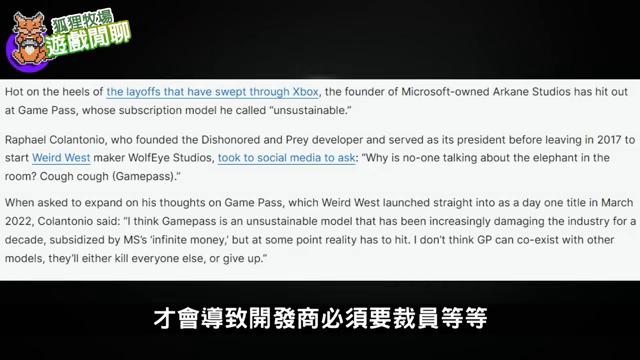 狐狸牧場
遊戲閒聊
Hot on the heels of the layoffs that have swept through Xbox, the founder of Microsoft-owned Arkane Studios has hit out
at Game Pass, whose subscription model he called “unsustainable.”
Raphael Colantonio, who founded the Dishonored and Prey developer and served as its president before leaving in 2017 to
start Weird West maker WolfEye Studios, took to social media to ask: “Why is no-one talking about the elephant in the
room? Cough cough (Gamepass).”
When asked to expand on his thoughts on Game Pass, which Weird West launched straight into as a day one title in March
2022, Colantonio said: “I think Gamepass is an unsustainable model that has been increasingly damaging the industry for a
decade, subsidized by MS’s ‘infinite money,’ but at some point reality has to hit. I don’t think GP can co-exist with other
models, they’ll either kill everyone else, or give up.”
才會導致開發商必須要裁員等等